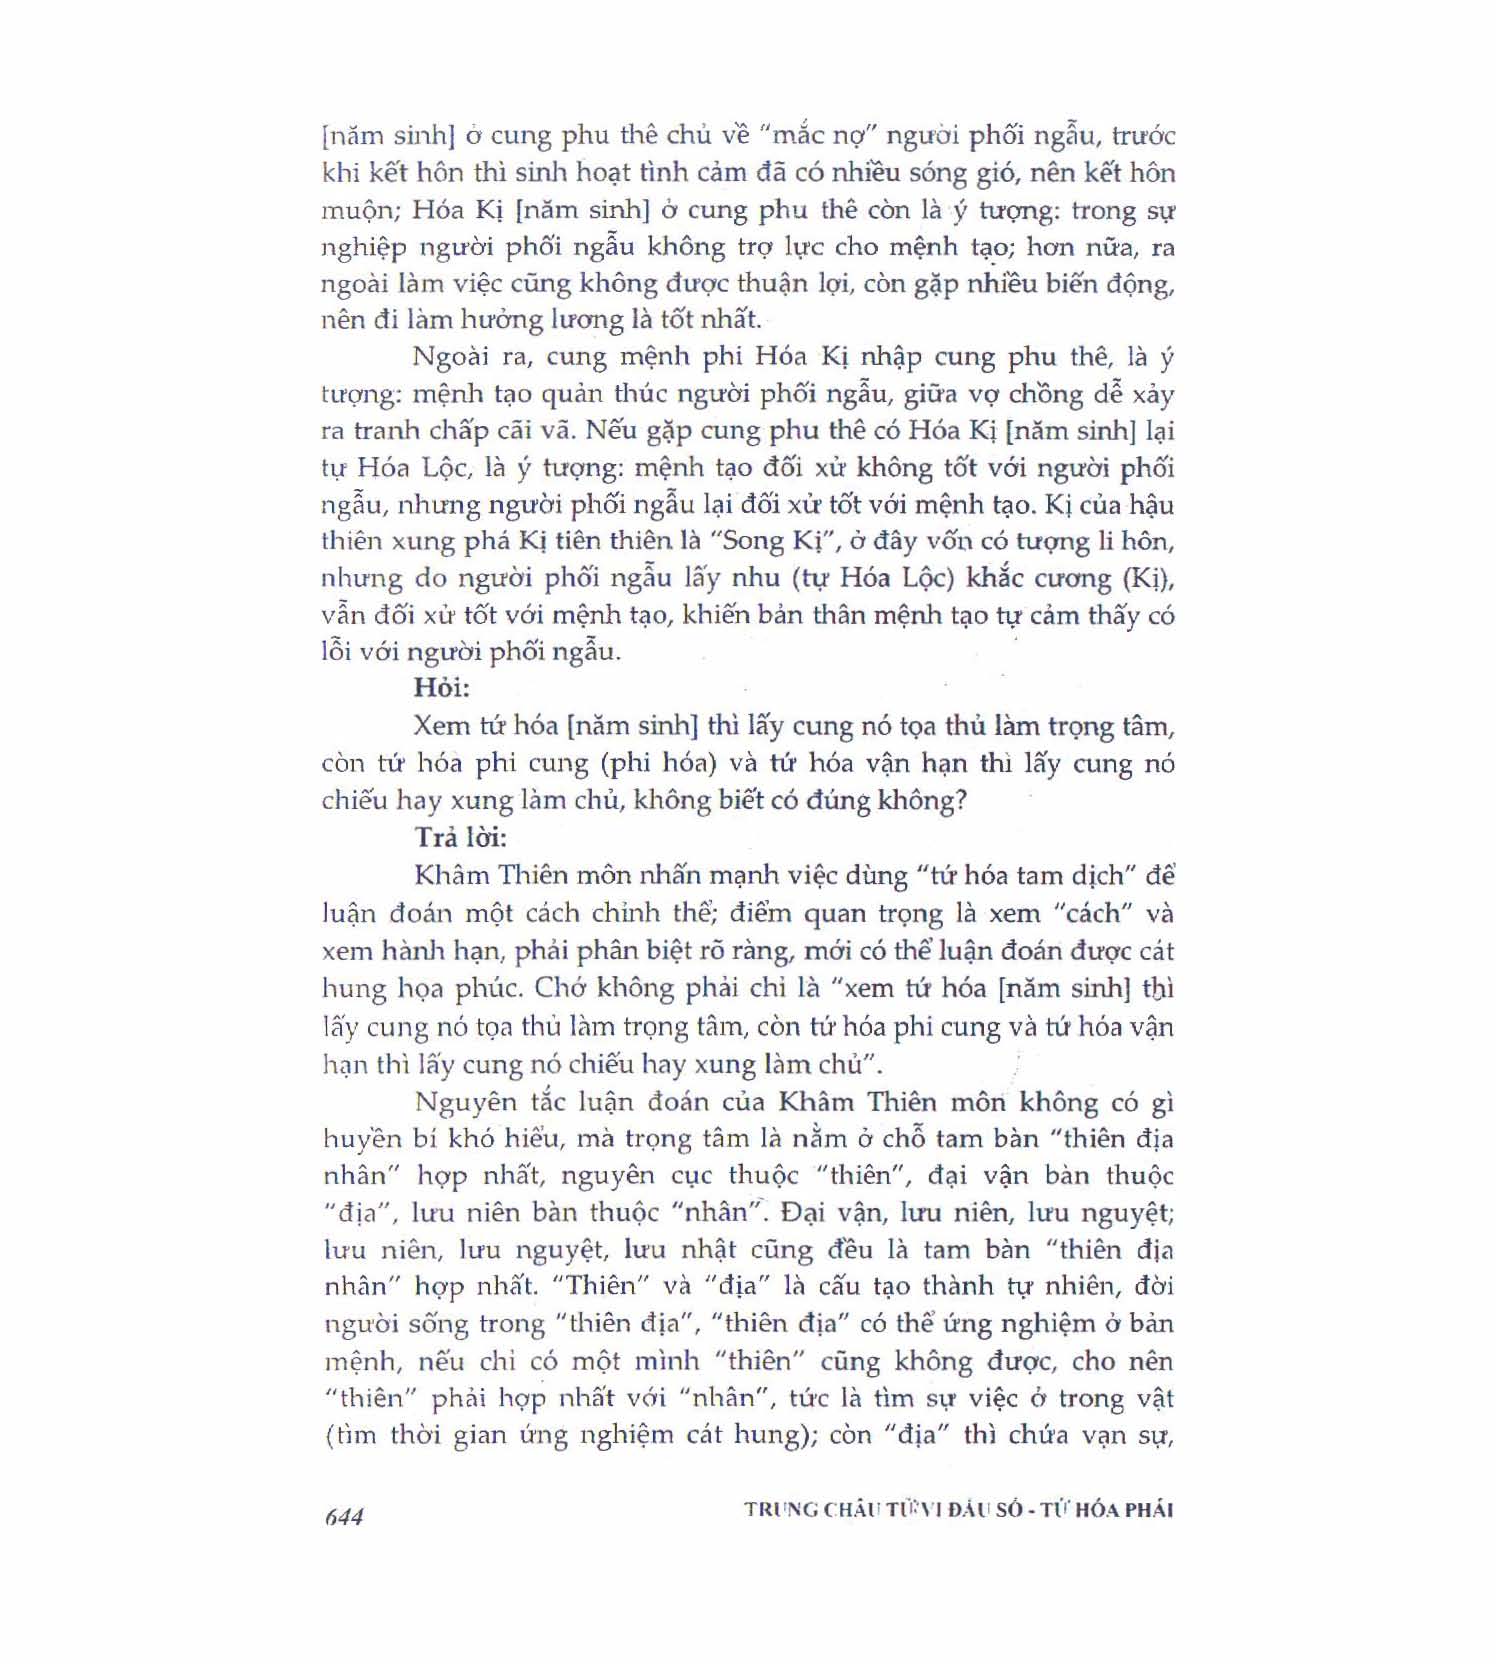 [năm sinh] ở cung phu thê chủ về "mắc nợ" người phối ngẫu, trước
khi kết hôn thì sinh hoạt tình cảm đã có nhiều sóng gió, nên kết hôn
muộn; Hóa Kị [năm sinh] ở cung phu thê còn là ý tượng: trong sự
nghiệp người phối ngẫu không trợ lực cho mệnh tạo; hơn nữa, ra
ngoài làm việc cũng không được thuận lợi, còn gặp nhiều biến động,
nên đi làm hưởng lương là tốt nhất.
Ngoài ra, cung mệnh phi Hóa Kị nhập cung phu thê, là ý
tượng: mệnh tạo quản thúc người phối ngẫu, giữa vợ chồng dễ xảy
ra tranh chấp cãi vã. Nếu gặp cung phu thê có Hóa Kị [năm sinh] lại
tự Hóa Lộc, là ý tượng: mệnh tạo đối xử không tốt với người phối
ngẫu, nhưng người phối ngẫu lại đối xử tốt với mệnh tạo. Kị của hậu
thiên xung phá Kị tiên thiên là "Song Kị", ở đây vốn có tượng li hôn,
nhưng do người phối ngẫu lấy nhu (tự Hóa Lộc) khắc cương (Kị),
vẫn đối xử tốt với mệnh tạo, khiến bản thân mệnh tạo tự cảm thấy có
lỗi với người phối ngẫu.
Hỏi:
Xem tứ hóa [năm sinh] thì lấy cung nó tọa thủ làm trọng tâm,
còn tứ hóa phi cung (phi hóa) và tứ hóa vận hạn thì lấy cung nó
chiếu hay xung làm chủ, không biết có đúng không?
Trả lời:
Khâm Thiên môn nhấn mạnh việc dùng "tứ hóa tam dịch" để
luận đoán một cách chỉnh thể; điểm quan trọng là xem "cách" và
xem hành hạn, phải phân biệt rõ ràng, mới có thể luận đoán được cát
hung họa phúc. Chớ không phải chỉ là "xem tứ hóa [năm sinh] thì
lấy cung nó tọa thủ làm trọng tâm, còn tứ hóa phi cung và tứ hóa vận
hạn thì lấy cung nó chiếu hay xung làm chủ".
Nguyên tắc luận đoán của Khâm Thiên môn không có gì
huyền bí khó hiểu, mà trọng tâm là nằm ở chỗ tam bàn "thiên địa
nhân" hợp nhất, nguyên cục thuộc "thiên", đại vận bàn thuộc
"địa", lưu niên bàn thuộc "nhân". Đại vận, lưu niên, lưu nguyệt;
lưu niên, lưu nguyệt, lưu nhật cũng đều là tam bàn "thiên địa
nhân" hợp nhất. "Thiên" và "địa" là cấu tạo thành tự nhiên, đời
người sống trong "thiên địa", "thiên địa" có thể ứng nghiệm ở bản
mệnh, nếu chỉ có một mình "thiên" cũng không được, cho nên
"thiên" phải hợp nhất với "nhân", tức là tìm sự việc ở trong vật
(tìm thời gian ứng nghiệm cát hung); còn "địa" thì chứa vạn sự,
644
TRUNG CHÂU TỬ VI ĐẨU SỐ - TỨ HÓA PHÁI